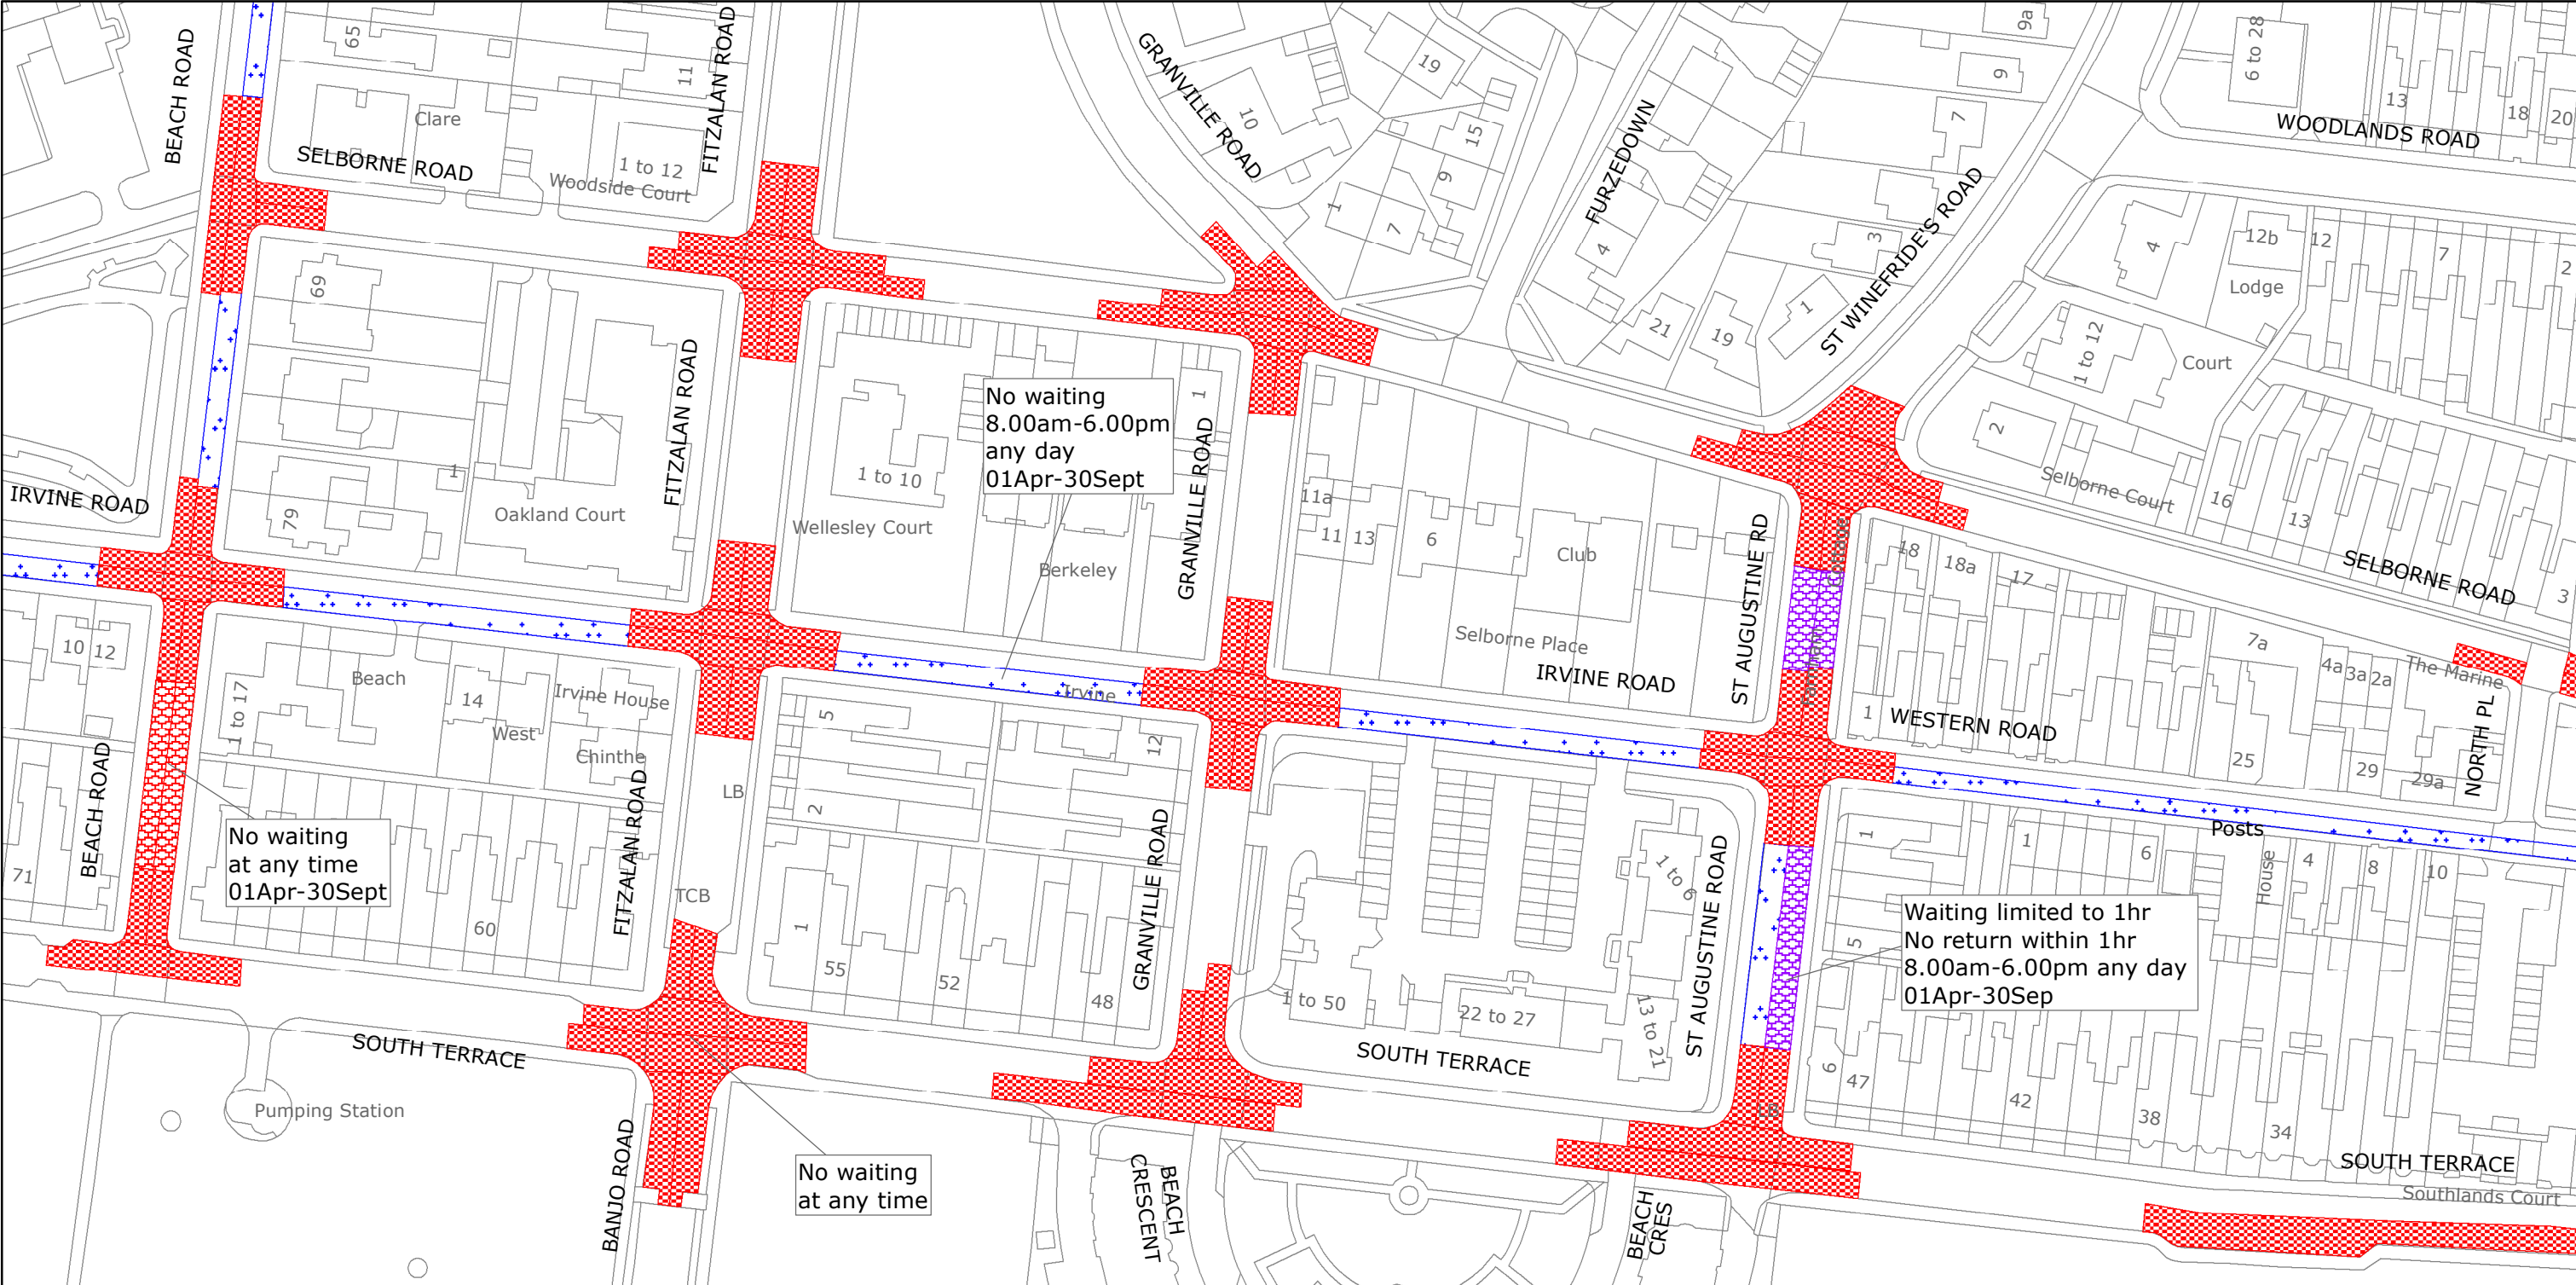 BEACH ROAD
65
11
FITZALAN ROAD
GRANVILLE ROAD
19
10
9a
9
6 to 28
13
18
20
Clare
SELBORNE ROAD
1 to 12
Woodside Court
15
9
1
7
FURZEDOWN
7
WOODLANDS ROAD
4
3
ST WINEFRIDE'S ROAD
4
12b
12
7
2
Lodge
69
21
19
1
1 to 12
Court
FITZALAN ROAD
No waiting
8.00am-6.00pm
any day
01Apr-30Sept
1
GRANVILLE ROAD
2
Selborne Court
16
13
IRVINE ROAD
79
1
Oakland Court
1 to 10
Wellesley Court
Berkeley
11a
11
13
6
Club
ST AUGUSTINE RD
18
18a
17
SELBORNE ROAD
3
10
12
Beach
14
Irvine House
West
Chinthe
1 to 17
Irvine
5
12
Selborne Place
IRVINE ROAD
1
WESTERN ROAD
7a
4a
3a
2a
The Marine
25
29
29a
NORTH PL
BEACH ROAD
71
No waiting
at any time
01Apr-30Sept
60
FITZALAN ROAD
LB
TCB
2
1
55
52
48
GRANVILLE ROAD
1 to 6
ST AUGUSTINE ROAD
1
1
6
Posts
House
4
8
10
Waiting limited to 1hr
No return within 1hr
8.00am-6.00pm any day
01Apr-30Sep
5
6
47
42
38
34
1 to 50
22 to 27
13 to 21
SOUTH TERRACE
SOUTH TERRACE
LB
SOUTH TERRACE
Southlands Court
Pumping Station
BANJO ROAD
No waiting
at any time
BEACH
CRESCENT
BEACH
CRES